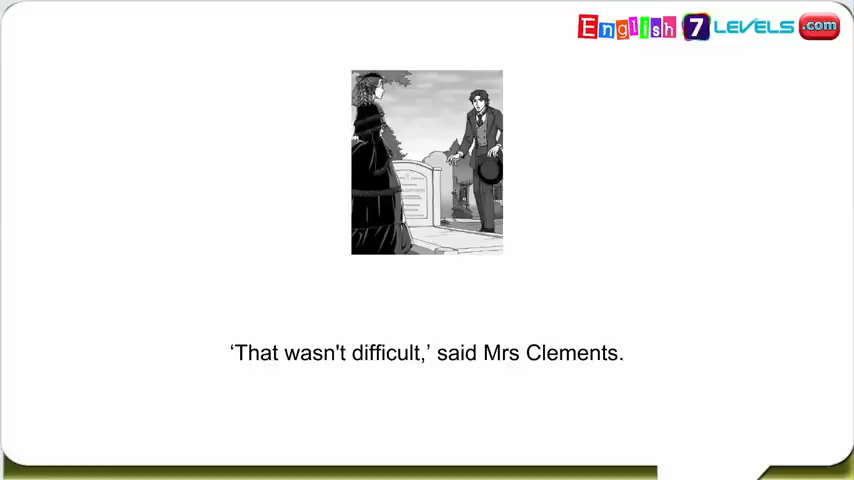 English 7 LEVELS .com
‘That wasn't difficult,’ said Mrs Clements.